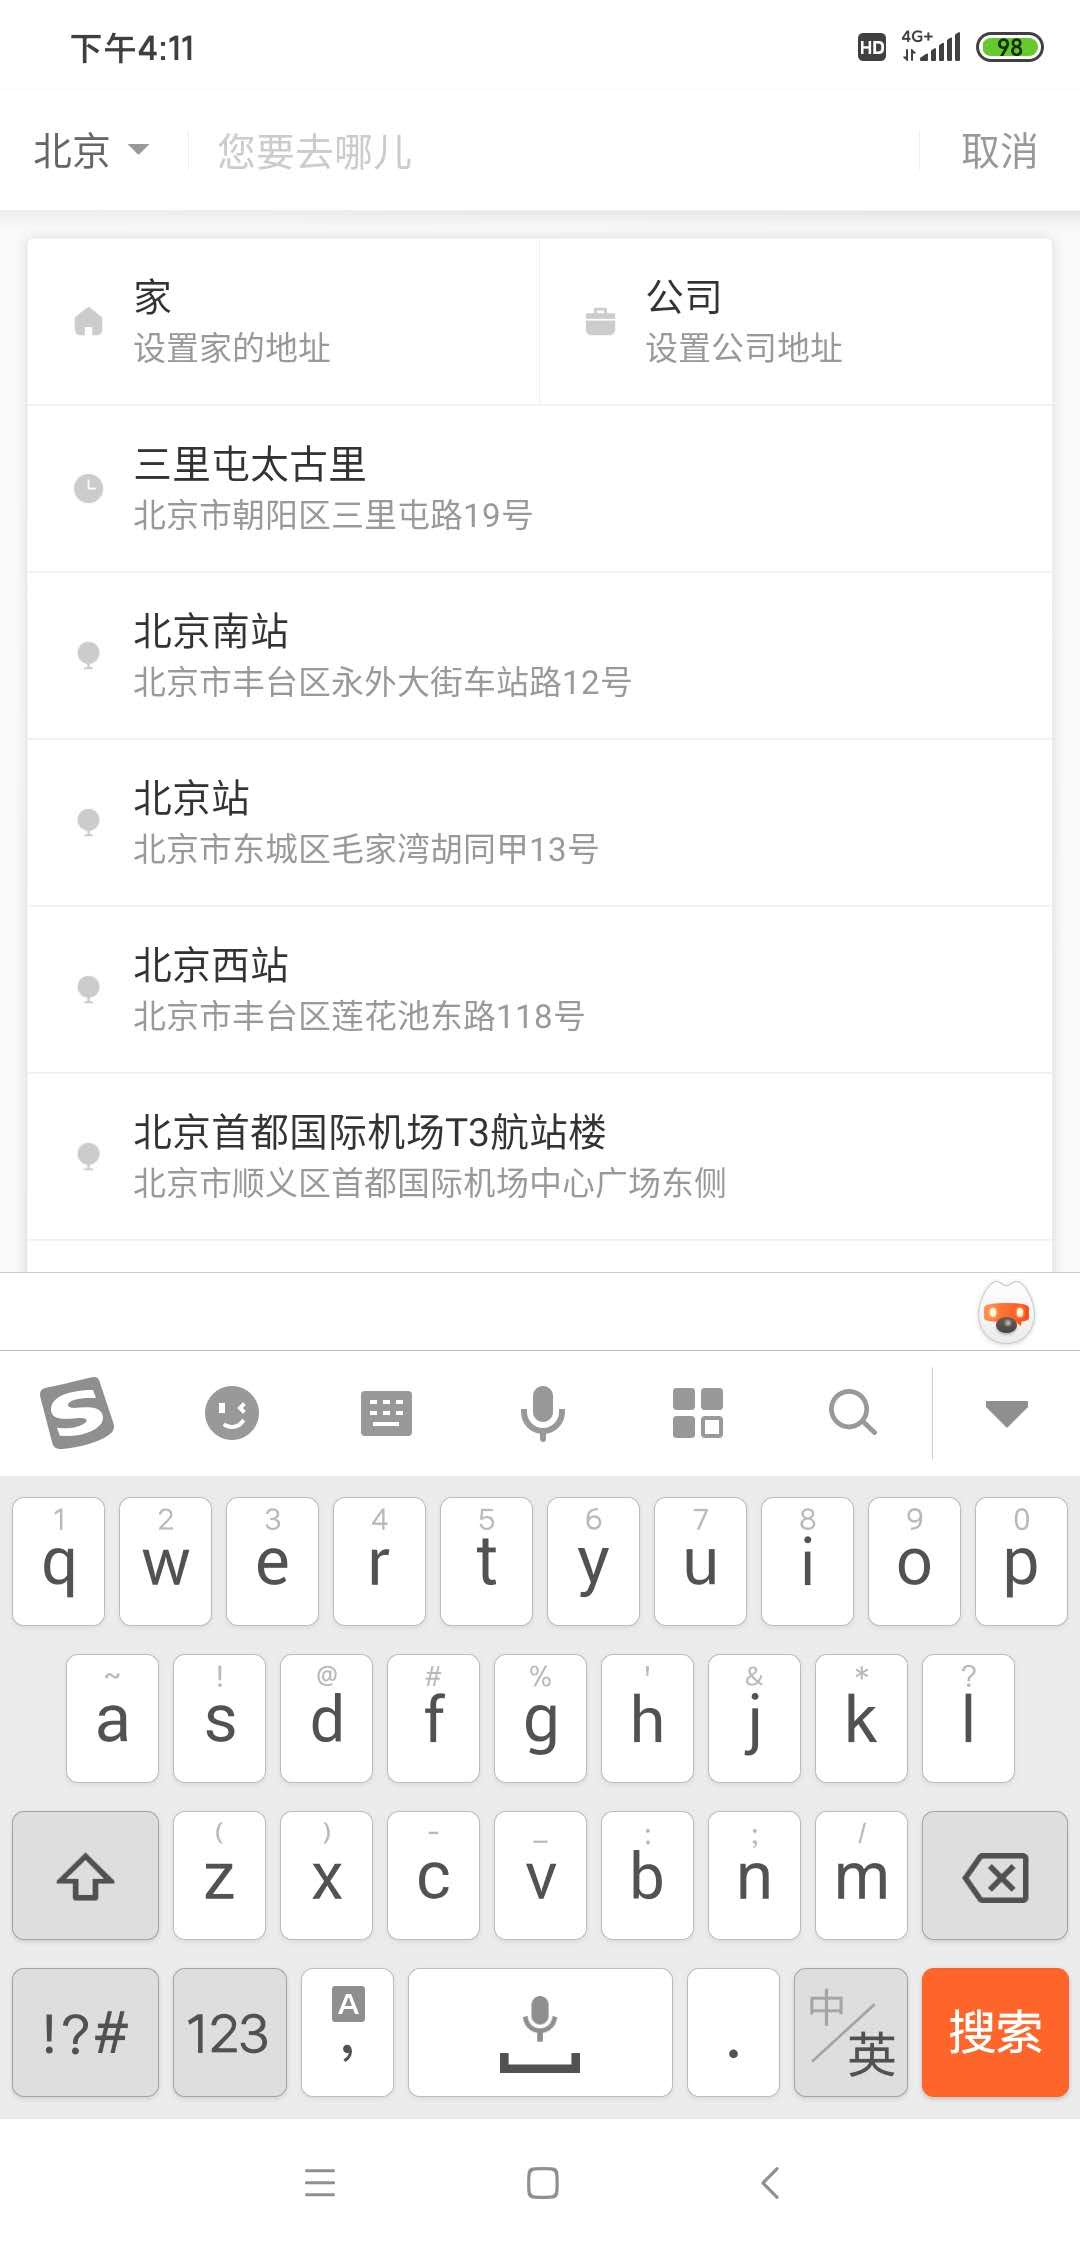 下午4:11
HD 4G+ 98
北京 您要去哪儿 取消
家 公司
设置家的地址 设置公司地址
三里屯太古里
北京市朝阳区三里屯路19号
北京南站
北京市丰台区永外大街车站路12号
北京站
北京市东城区毛家湾胡同甲13号
北京西站
北京市丰台区莲花池东路118号
北京首都国际机场T3航站楼
北京市顺义区首都国际机场中心广场东侧
S
1 2 3 4 5 6 7 8 9 0
q w e r t y u i o p
~ ! @ # % ' & * ?
a s d f g h j k l
( ) - _ : ; /
z x c v b n m
!?# 123 A , . 中/英 搜索